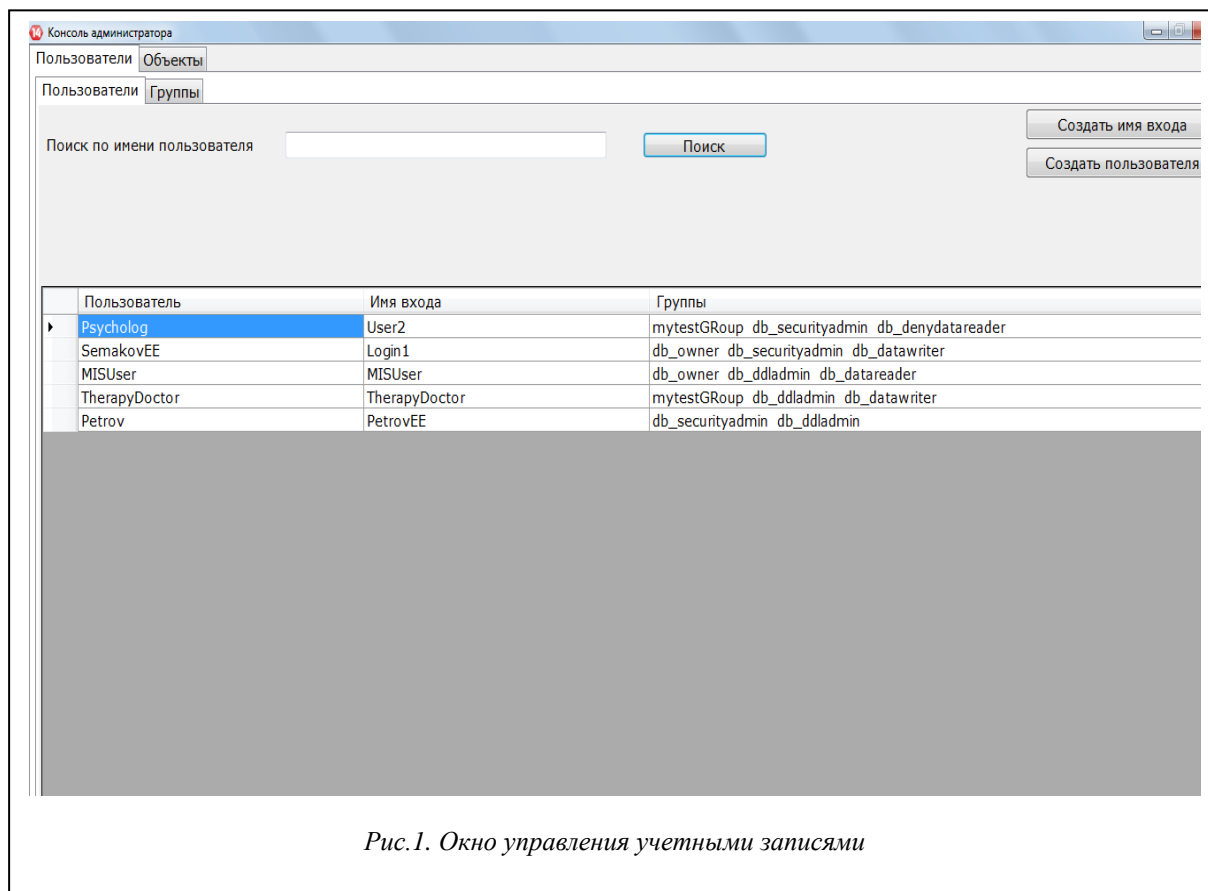 Консоль администратора
Пользователи Объекты
Пользователи Группы
Создать имя входа
Поиск по имени пользователя Поиск
Создать пользователя
Пользователь Имя входа Группы
Psycholog User2 mytestGRoup db_securityadmin db_denydatareader
SemakovEE Login1 db_owner db_securityadmin db_datawriter
MISUser MISUser db_owner db_ddladmin db_datareader
TherapyDoctor TherapyDoctor mytestGRoup db_ddladmin db_datawriter
Petrov PetrovEE db_securityadmin db_ddladmin
Рис.1. Окно управления учетными записями